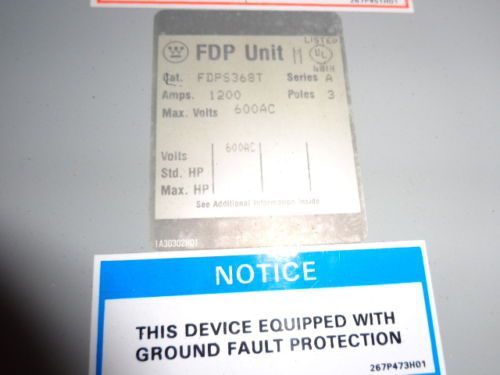 267P451H01
FDP Unit
LISTED
UL
Cat. FDPS368T Series A
Amps. 1200 Poles 3
Max. Volts 600AC
Volts 600AC
Std. HP
Max. HP
See Additional Information Inside
1A30302H01
NOTICE
THIS DEVICE EQUIPPED WITH
GROUND FAULT PROTECTION
267P473H01